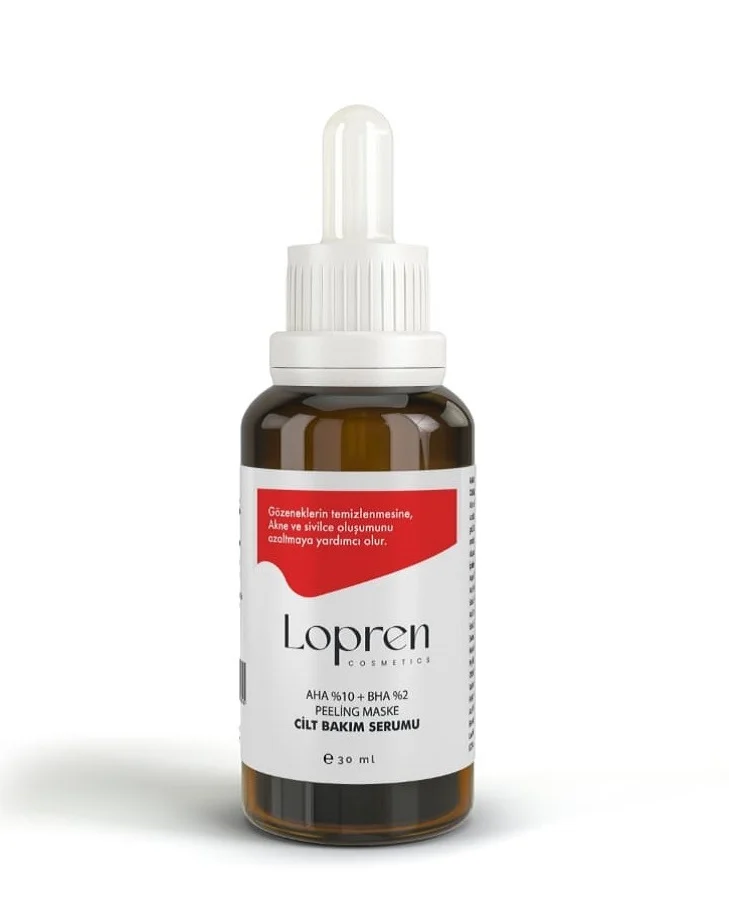 Gözeneklerin temizlenmesine,
Akne ve sivilce oluşumunu
azaltmaya yardımcı olur.
Lopren
COSMETICS
AHA %10 + BHA %2
PEELİNG MASKE
CİLT BAKIM SERUMU
e 30 ml